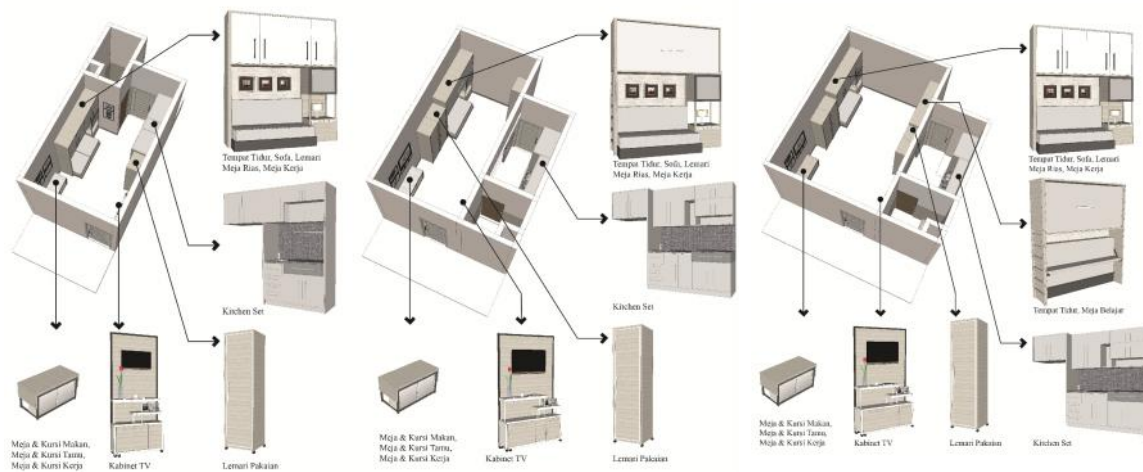 Tempat Tidur, Sofa, Lemari
Meja Rias, Meja Kerja
Kitchen Set
Meja & Kursi Makan,
Meja & Kursi Tamu,
Meja & Kursi Kerja
Kabinet TV
Lemari Pakaian
Tempat Tidur, Sofa, Lemari
Meja Rias, Meja Kerja
Kitchen Set
Meja & Kursi Makan,
Meja & Kursi Tamu,
Meja & Kursi Kerja
Kabinet TV
Lemari Pakaian
Tempat Tidur, Sofa, Lemari
Meja Rias, Meja Kerja
Tempat Tidur, Meja Belajar
Meja & Kursi Makan,
Meja & Kursi Tamu,
Meja & Kursi Kerja
Kabinet TV
Lemari Pakaian
Kitchen Set